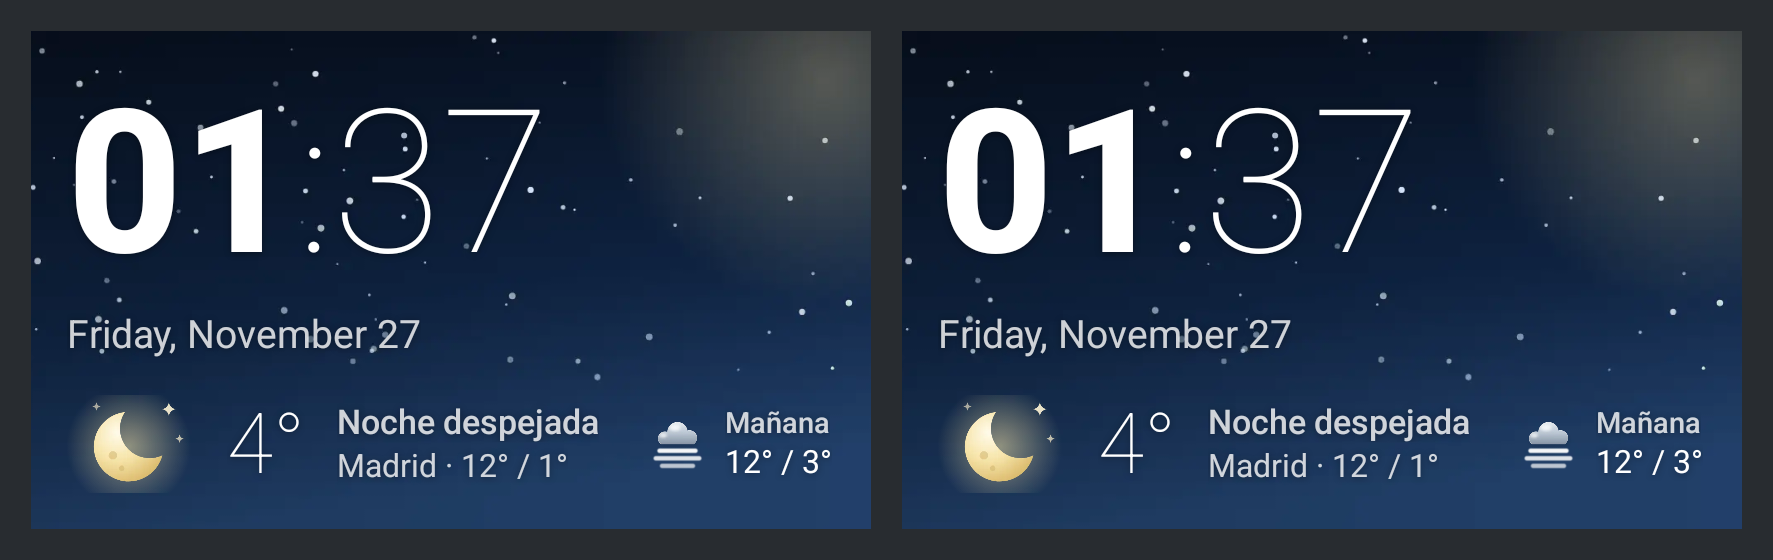 01:37
Friday, November 27
4°
Noche despejada
Madrid · 12° / 1°
Mañana
12° / 3°
01:37
Friday, November 27
4°
Noche despejada
Madrid · 12° / 1°
Mañana
12° / 3°